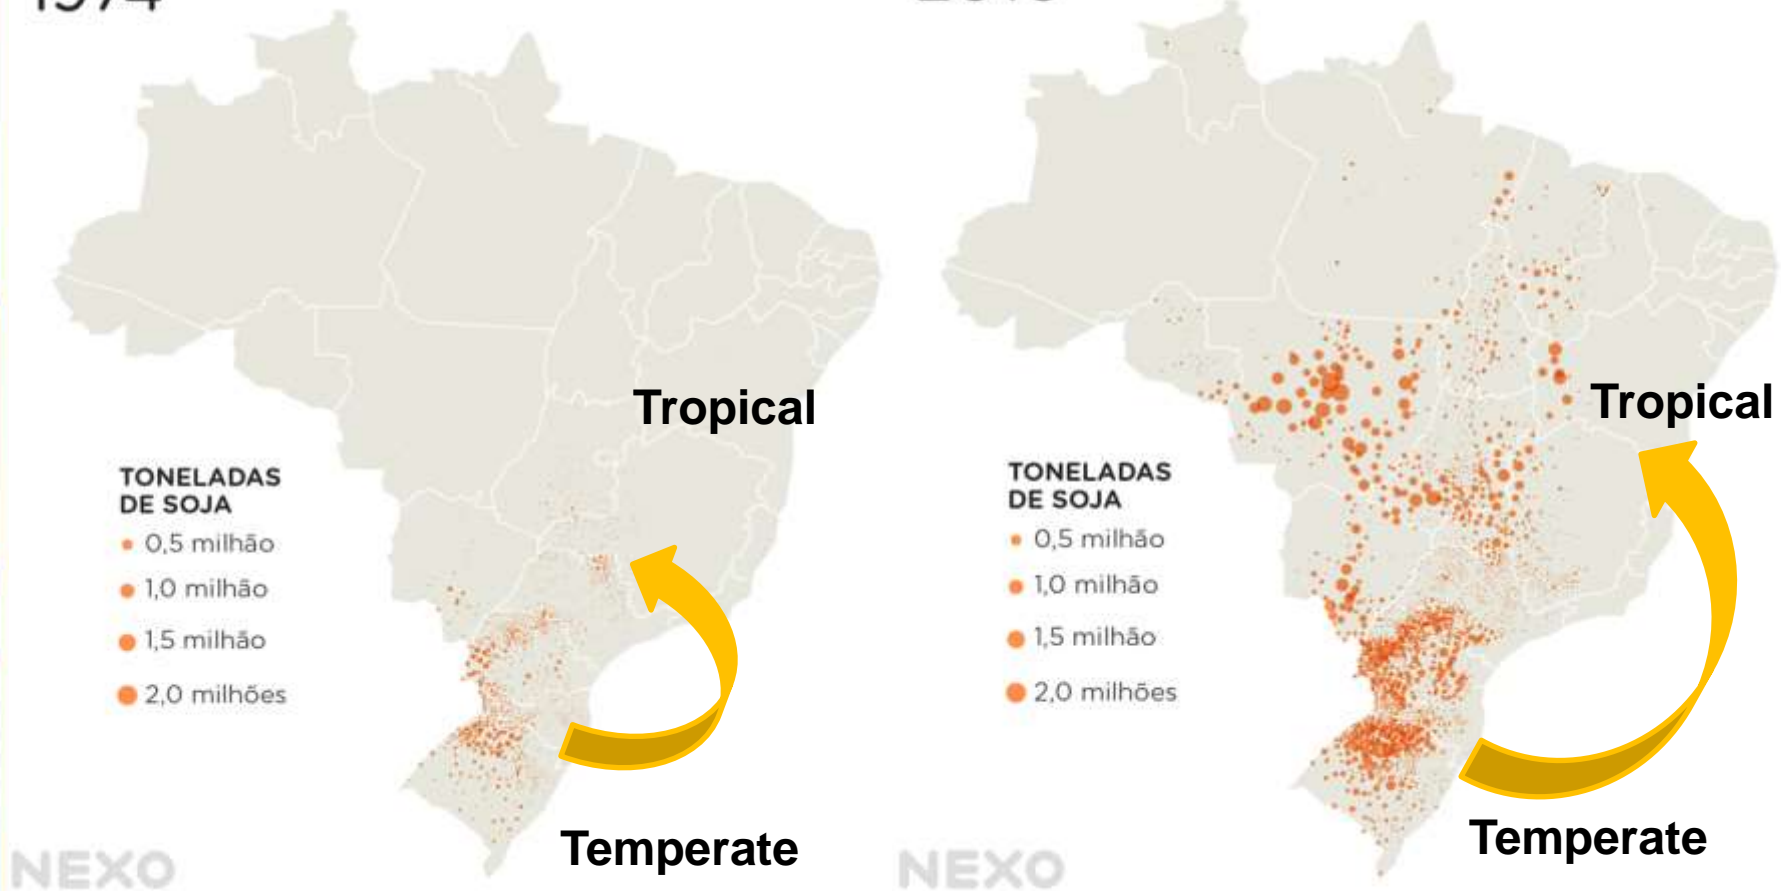 1974
Tropical
TONELADAS
DE SOJA
0,5 milhão
1,0 milhão
1,5 milhão
2,0 milhões
Temperate
NEXO
Tropical
TONELADAS
DE SOJA
0,5 milhão
1,0 milhão
1,5 milhão
2,0 milhões
Temperate
NEXO